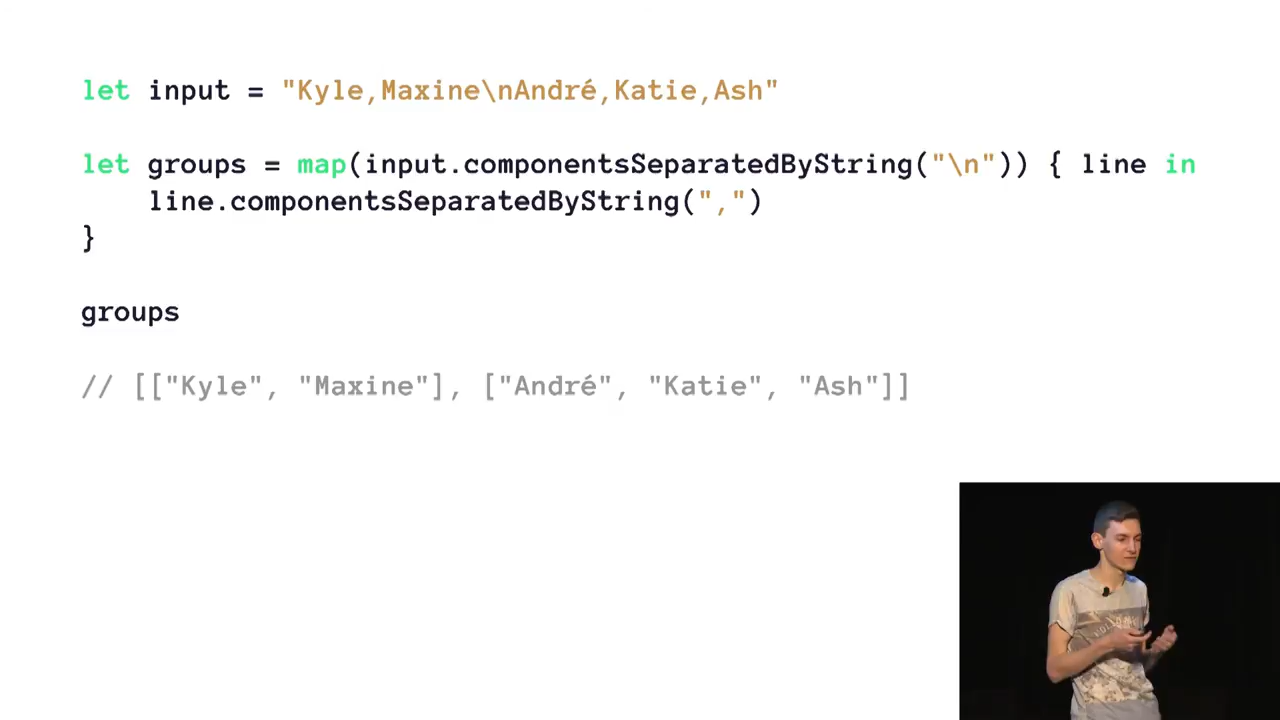 let input = "Kyle,Maxine\nAndré,Katie,Ash"
let groups = map(input.componentsSeparatedByString("\n")) { line in
line.componentsSeparatedByString(",")
}
groups
// [["Kyle", "Maxine"], ["André", "Katie", "Ash"]]